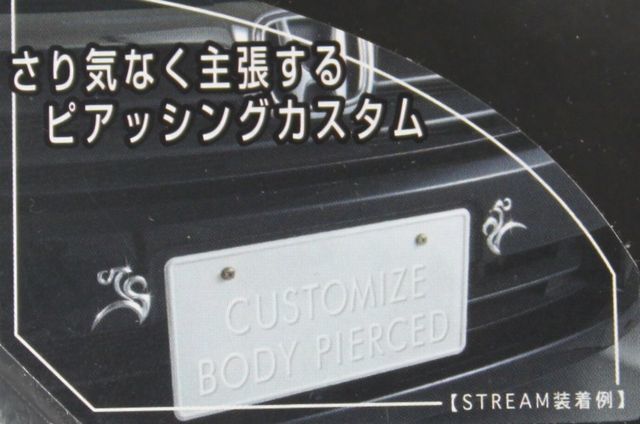 さり気なく主張する
ピアッシングカスタム
CUSTOMIZE
BODY PIERCED
【STREAM装着例】